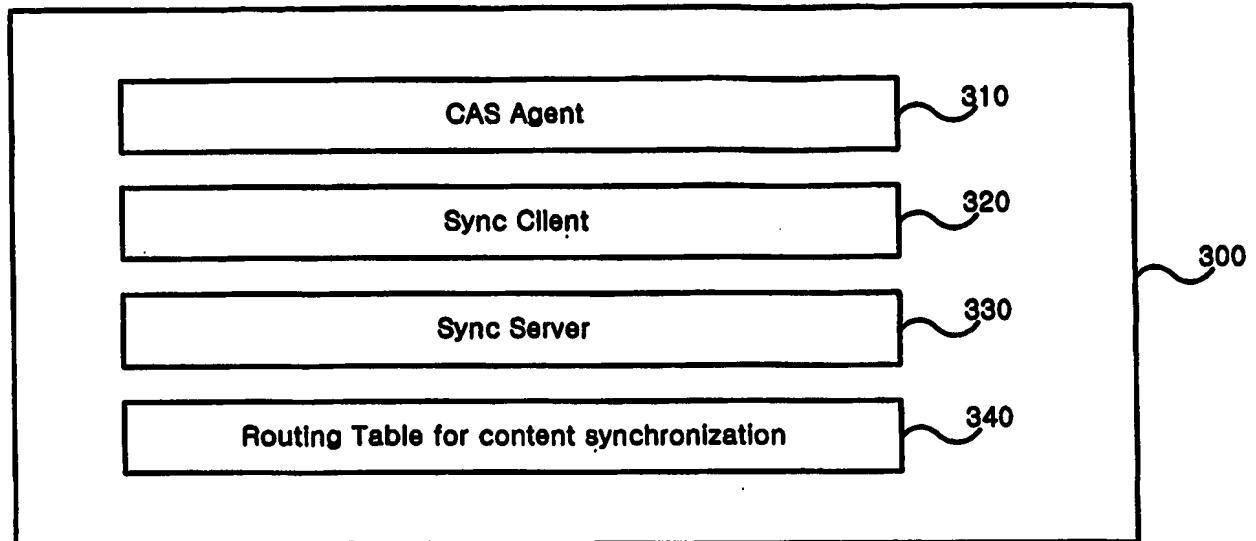 CAS Agent
310
Sync Client
320
300
Sync Server
330
Routing Table for content synchronization
340